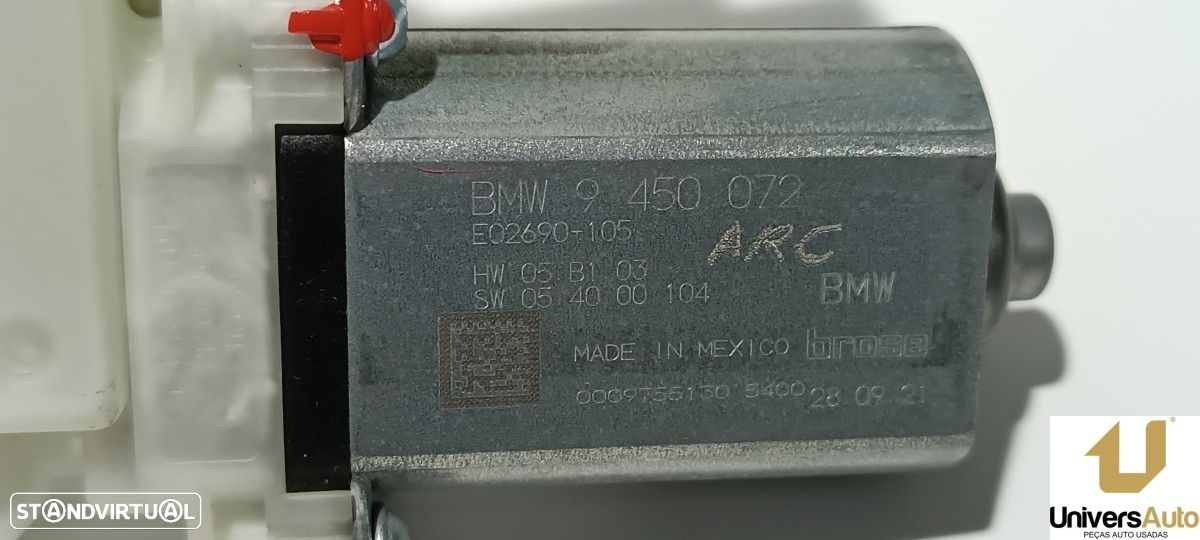 BMW 9 450 072
E02690-105
ARC
HW 05 B1 03
SW 05 40 00 104
BMW
MADE IN MEXICO brose
0009755130 5400 28 09 21
STANDVIRTUAL
UniversAuto
PEÇAS AUTO USADAS